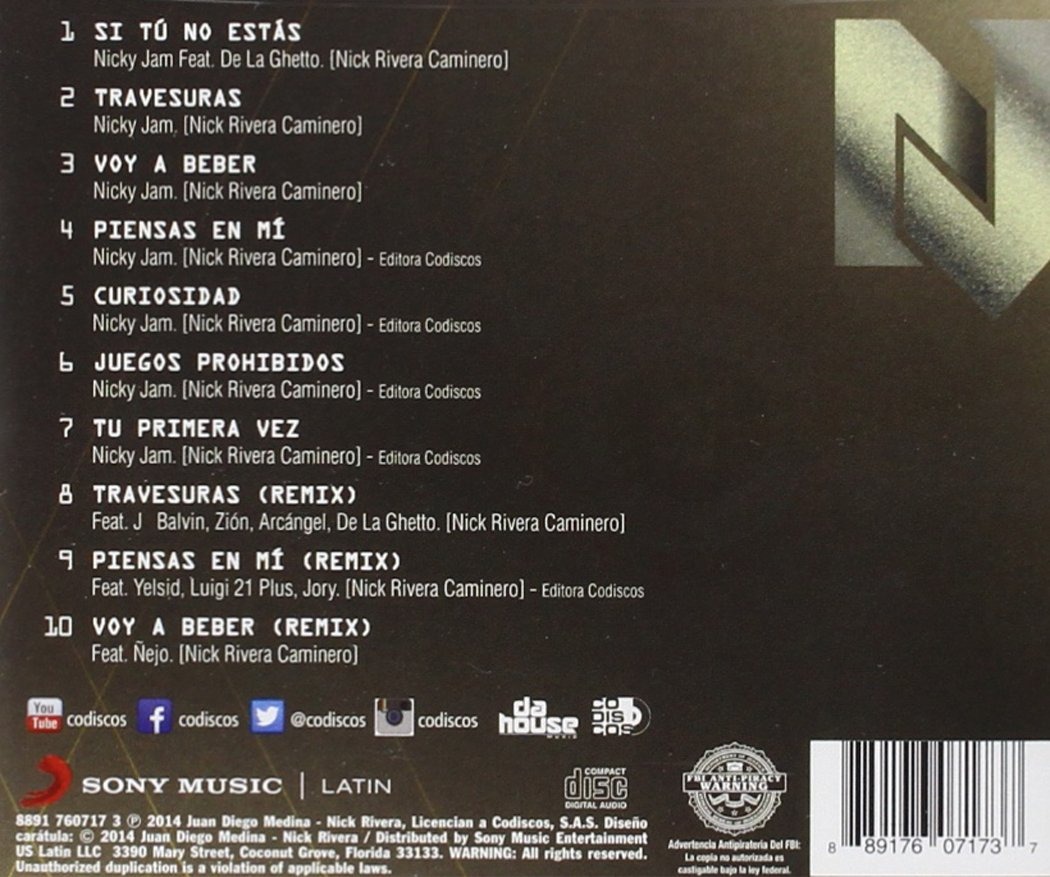 1 SI TÚ NO ESTÁS
Nicky Jam Feat. De La Ghetto. [Nick Rivera Caminero]
2 TRAVESURAS
Nicky Jam. [Nick Rivera Caminero]
3 VOY A BEBER
Nicky Jam. [Nick Rivera Caminero]
4 PIENSAS EN MÍ
Nicky Jam. [Nick Rivera Caminero] - Editora Codiscos
5 CURIOSIDAD
Nicky Jam. [Nick Rivera Caminero] - Editora Codiscos
6 JUEGOS PROHIBIDOS
Nicky Jam. [Nick Rivera Caminero] - Editora Codiscos
7 TU PRIMERA VEZ
Nicky Jam. [Nick Rivera Caminero] - Editora Codiscos
8 TRAVESURAS (REMIX)
Feat. J Balvin, Zión, Arcángel, De La Ghetto. [Nick Rivera Caminero]
9 PIENSAS EN MÍ (REMIX)
Feat. Yelsid, Luigi 21 Plus, Jory. [Nick Rivera Caminero] - Editora Codiscos
10 VOY A BEBER (REMIX)
Feat. Ñejo. [Nick Rivera Caminero]
You Tube codiscos f codiscos @codiscos codiscos da house MUSIC codiscos
SONY MUSIC | LATIN
COMPACT disc DIGITAL AUDIO
FBI ANTI-PIRACY WARNING
8891 760717 3 ℗ 2014 Juan Diego Medina - Nick Rivera, Licencian a Codiscos, S.A.S. Diseño
carátula: © 2014 Juan Diego Medina - Nick Rivera / Distributed by Sony Music Entertainment
US Latin LLC 3390 Mary Street, Coconut Grove, Florida 33133. WARNING: All rights reserved.
Unauthorized duplication is a violation of applicable laws.
Advertencia Antipirateria Del FBI:
La copia no autorizada es
castigable bajo la ley federal.
8 89176 07173 7
N